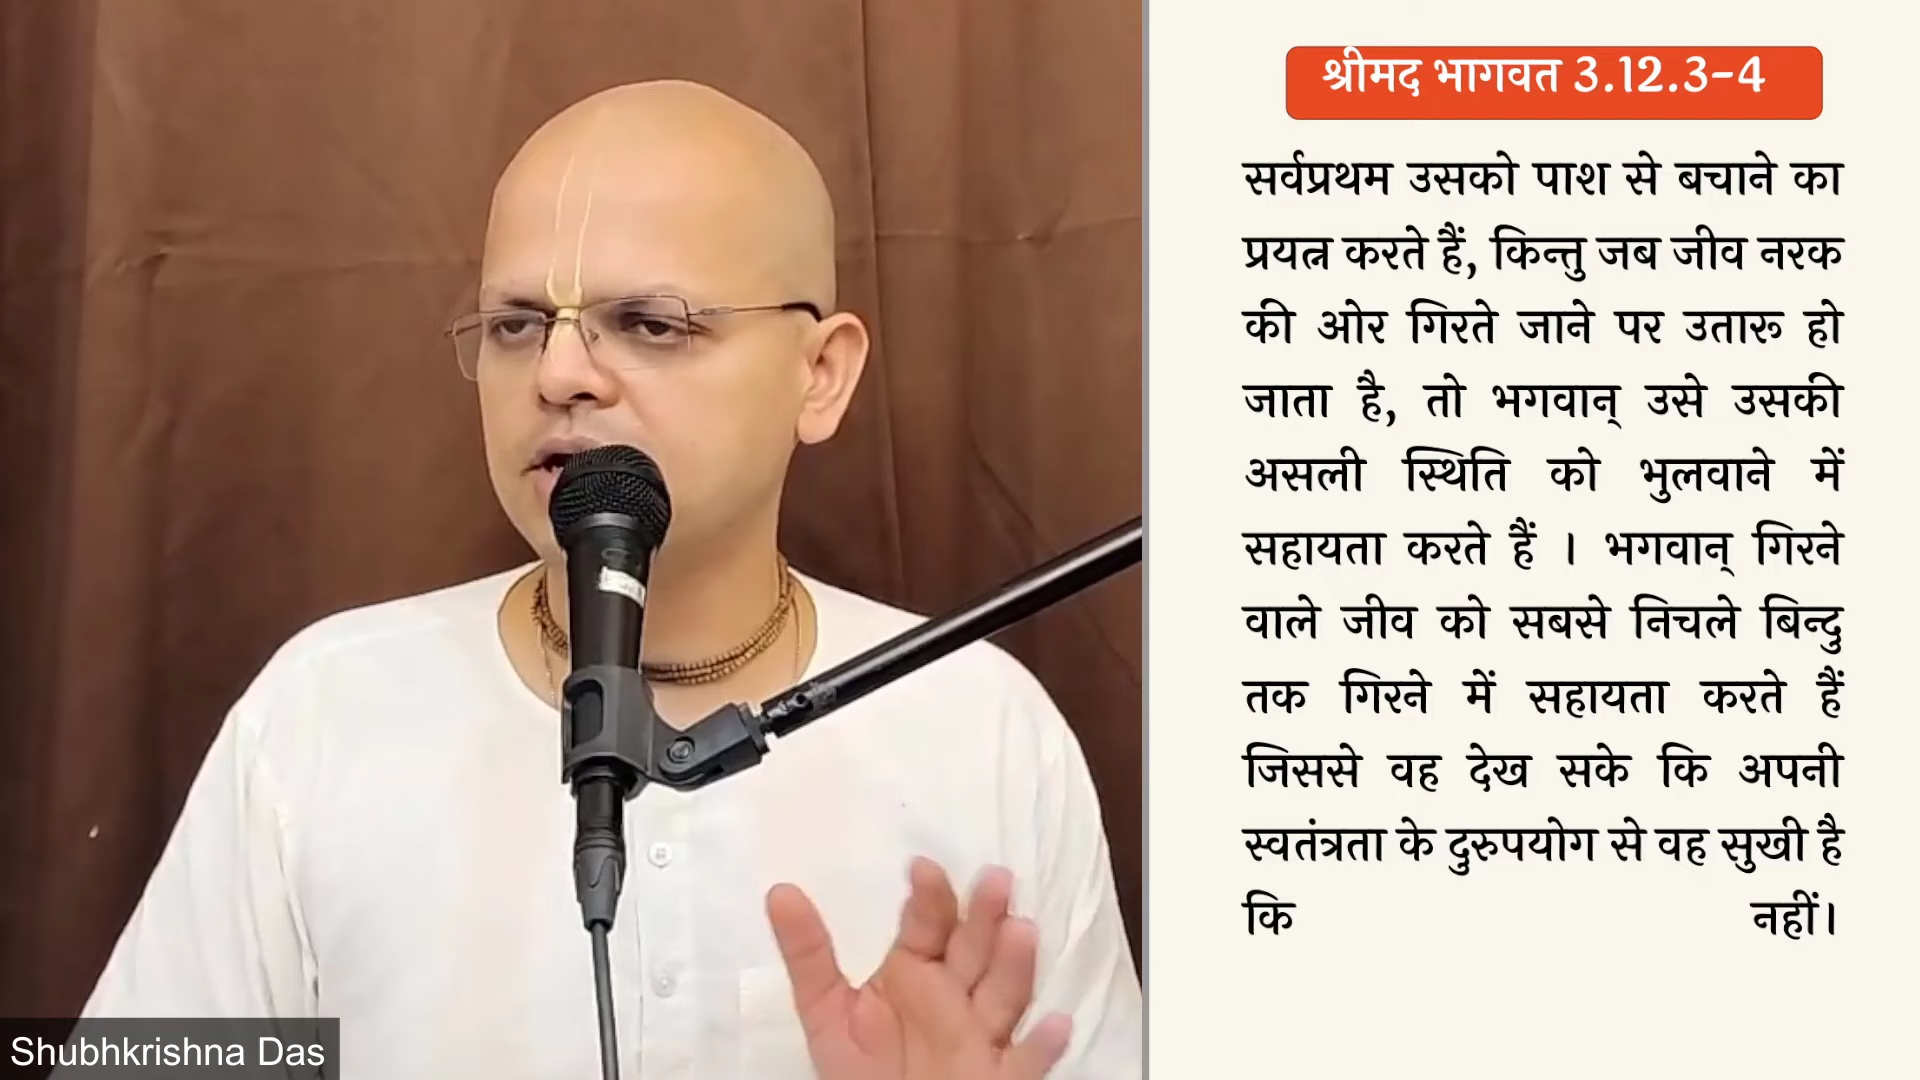 श्रीमद भागवत 3.12.3-4
सर्वप्रथम उसको पाश से बचाने का
प्रयत्न करते हैं, किन्तु जब जीव नरक
की ओर गिरते जाने पर उतारू हो
जाता है, तो भगवान् उसे उसकी
असली स्थिति को भुलवाने में
सहायता करते हैं । भगवान् गिरने
वाले जीव को सबसे निचले बिन्दु
तक गिरने में सहायता करते हैं
जिससे वह देख सके कि अपनी
स्वतंत्रता के दुरुपयोग से वह सुखी है
कि नहीं।
Shubhkrishna Das